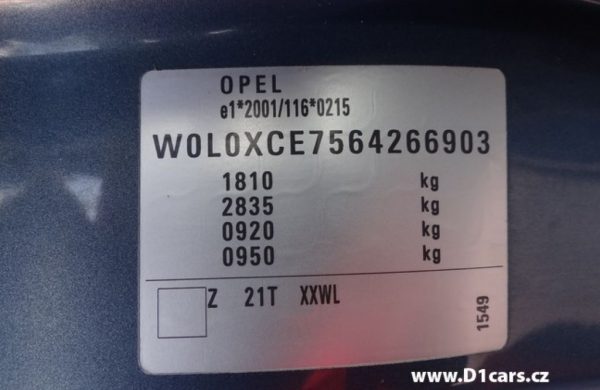 OPEL
e1*2001/116*0215
W0L0XCE7564266903
1810 kg
2835 kg
0920 kg
0950 kg
Z 21T XXWL
1549
www.D1cars.cz